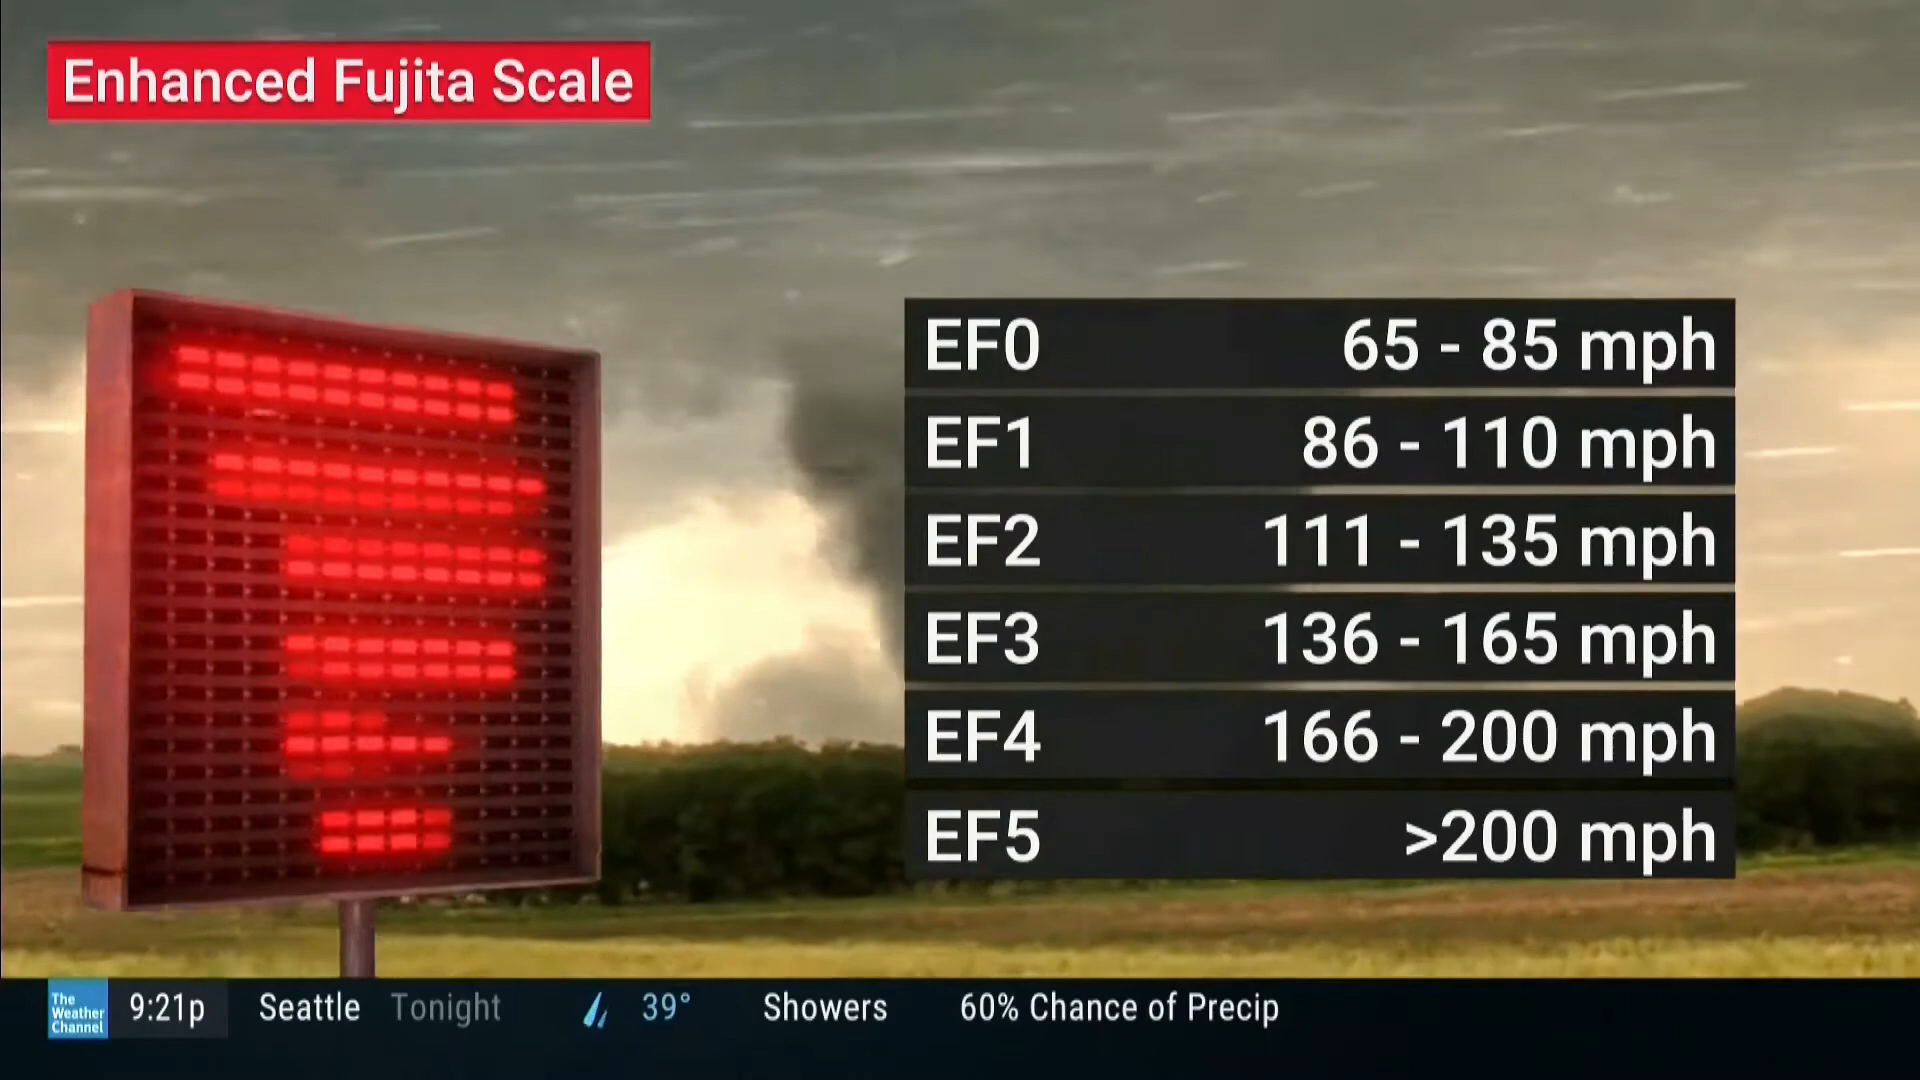 Enhanced Fujita Scale
EF0 65 - 85 mph
EF1 86 - 110 mph
EF2 111 - 135 mph
EF3 136 - 165 mph
EF4 166 - 200 mph
EF5 >200 mph
The Weather Channel 9:21p Seattle Tonight 39° Showers 60% Chance of Precip